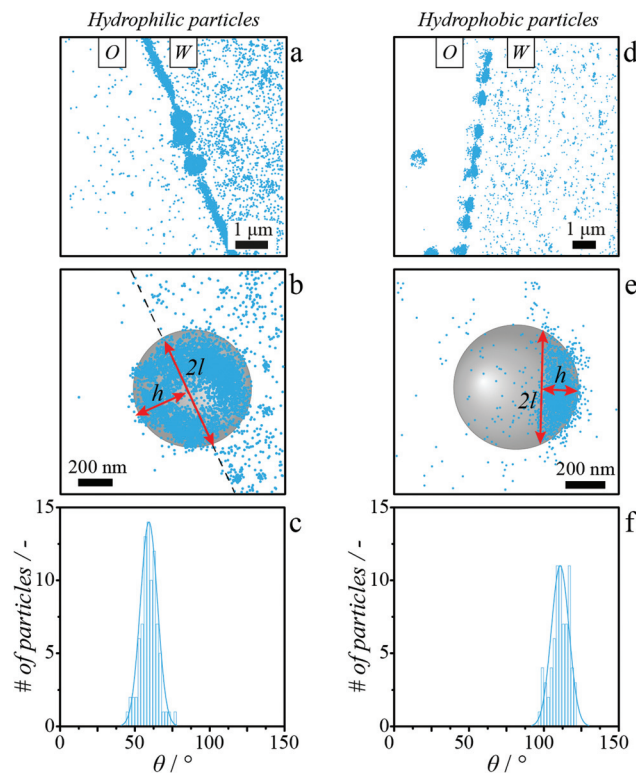 Hydrophilic particles
O W
a
1 μm
b
2l
h
200 nm
c
15
10
5
0
# of particles / -
0 50 100 150
θ / °
Hydrophobic particles
O W
d
1 μm
e
h
2l
200 nm
f
15
10
5
0
# of particles / -
0 50 100 150
θ / °